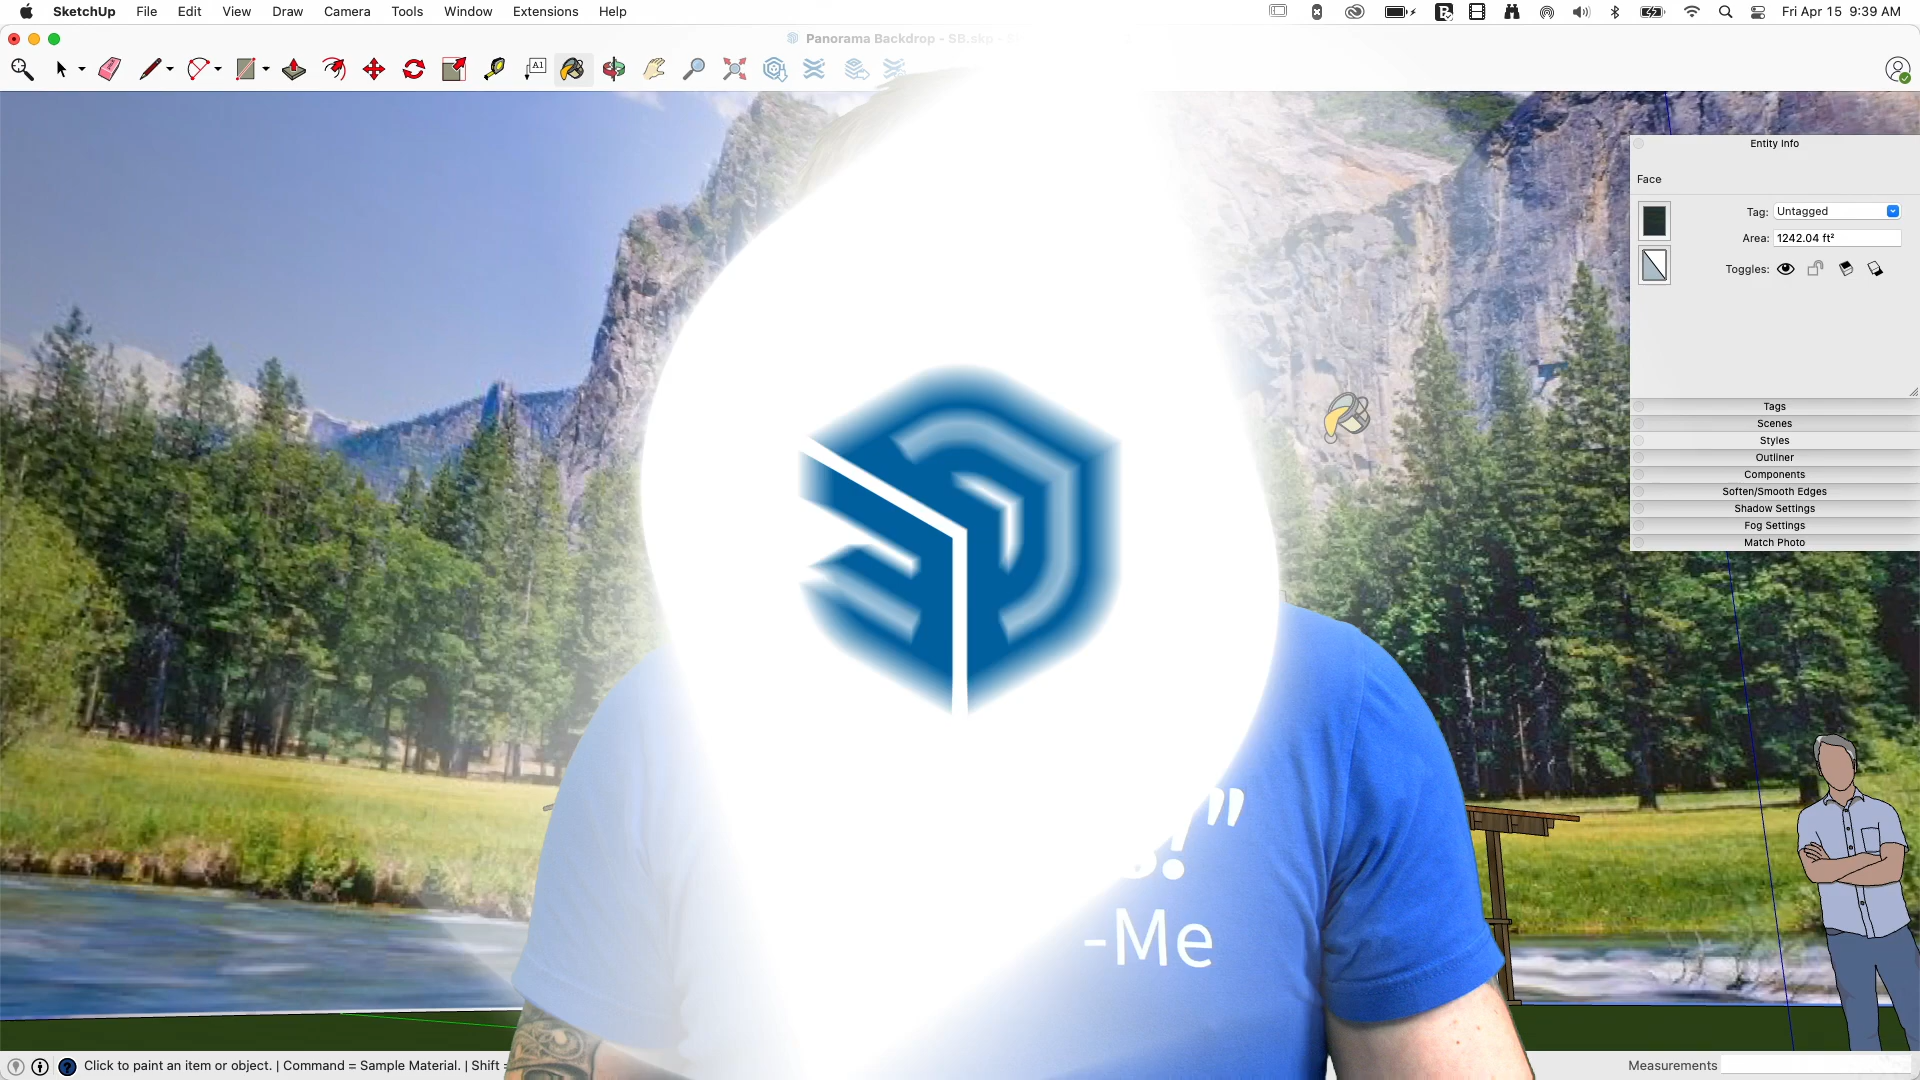 SketchUp File Edit View Draw Camera Tools Window Extensions Help Fri Apr 15 9:39 AM
Panorama Backdrop - SB.skp
A1
Entity Info
Face
Tag: Untagged
Area: 1242.04 ft²
Toggles:
Tags
Scenes
Styles
Outliner
Components
Soften/Smooth Edges
Shadow Settings
Fog Settings
Match Photo
!"
-Me
Click to paint an item or object. | Command = Sample Material. | Shift =
Measurements